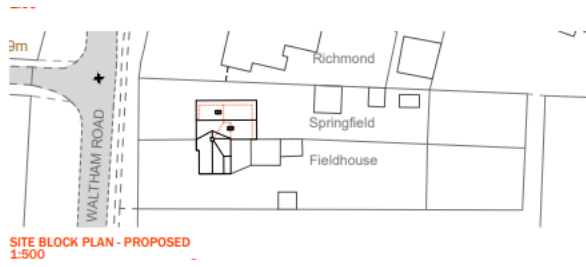 9m
Richmond
Springfield
WALTHAM ROAD
Fieldhouse
SITE BLOCK PLAN - PROPOSED
1:500